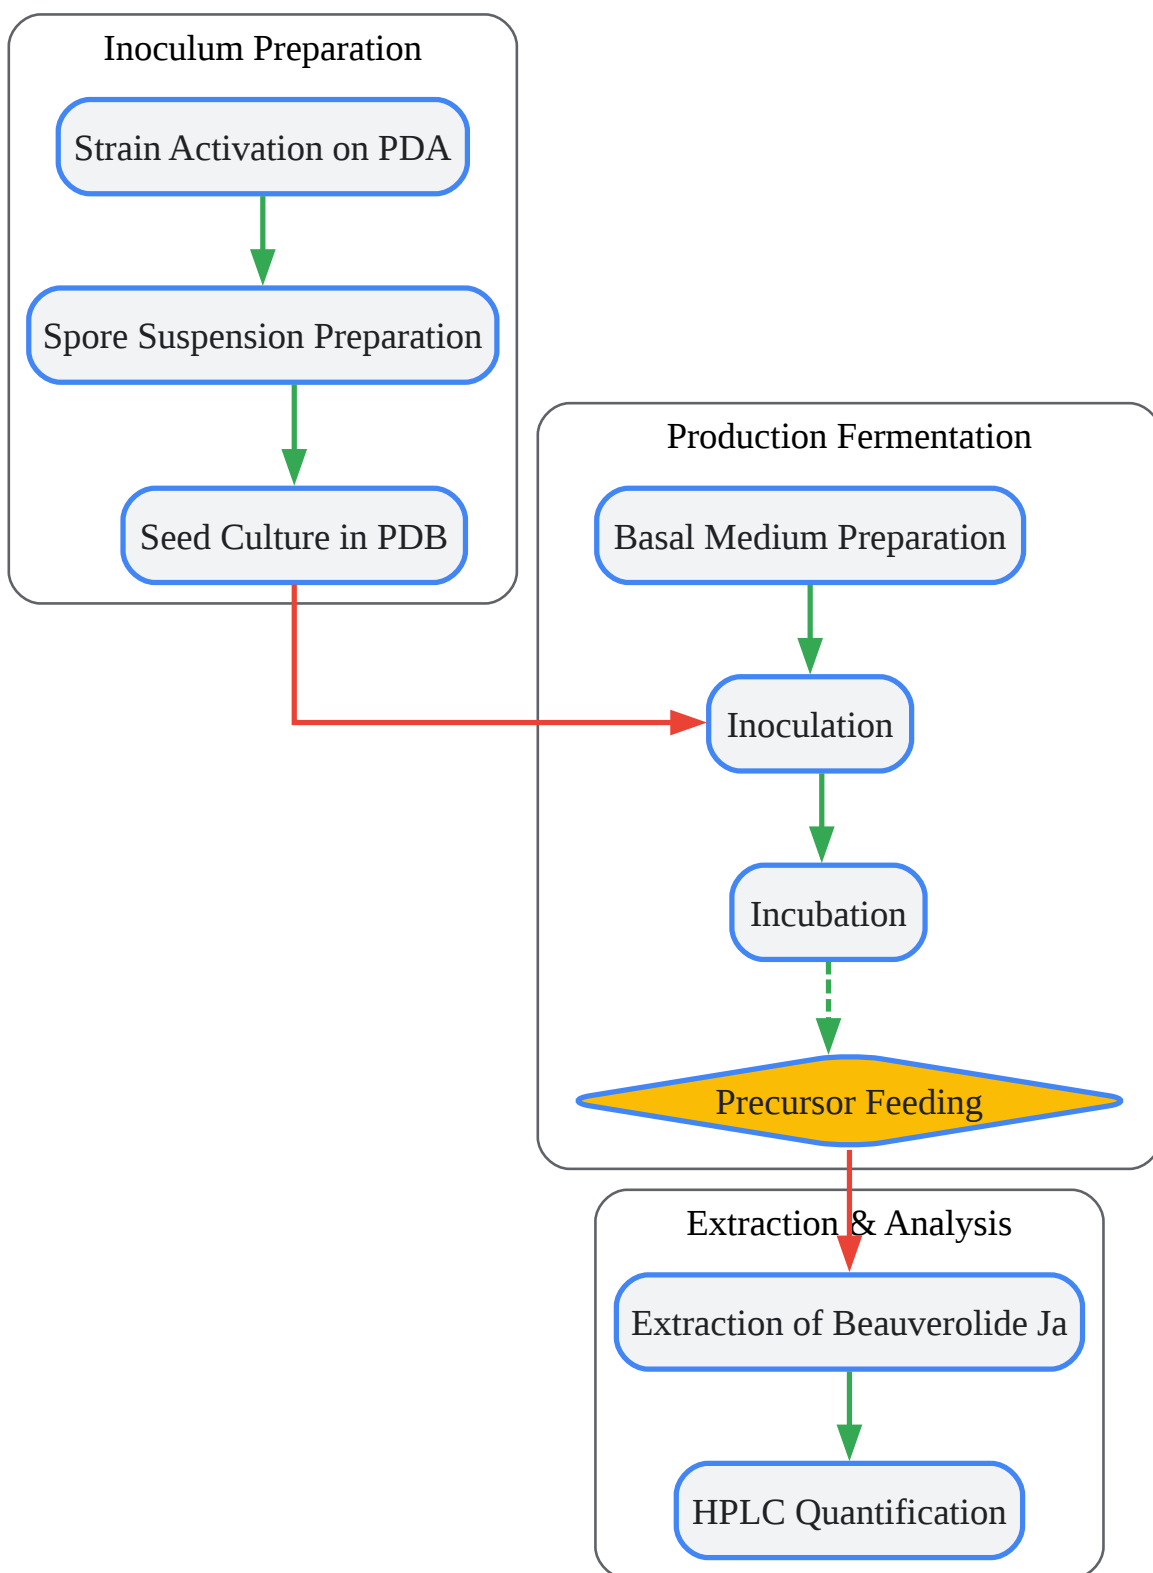 Inoculum Preparation
Strain Activation on PDA
Spore Suspension Preparation
Seed Culture in PDB
Production Fermentation
Basal Medium Preparation
Inoculation
Incubation
Precursor Feeding
Extraction & Analysis
Extraction of Beauverolide Ja
HPLC Quantification